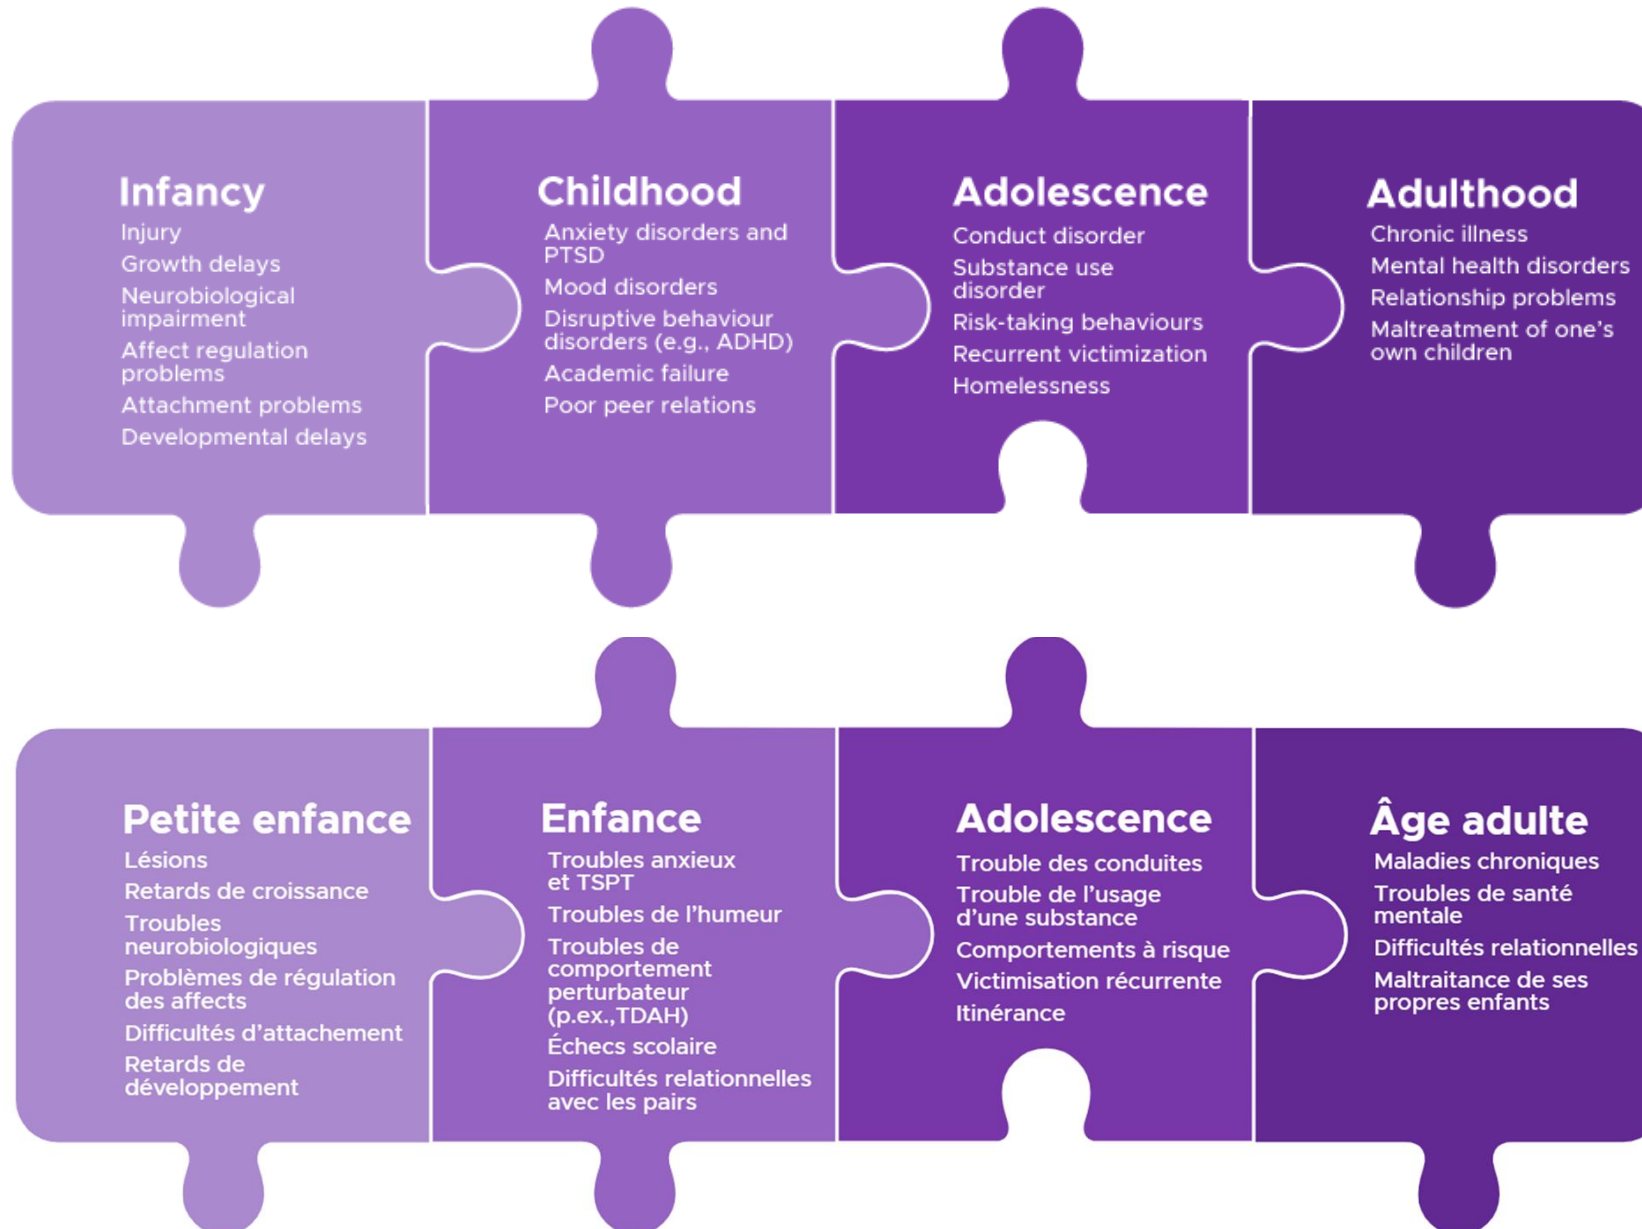 Infancy
Injury
Growth delays
Neurobiological
impairment
Affect regulation
problems
Attachment problems
Developmental delays
Childhood
Anxiety disorders and
PTSD
Mood disorders
Disruptive behaviour
disorders (e.g., ADHD)
Academic failure
Poor peer relations
Adolescence
Conduct disorder
Substance use
disorder
Risk-taking behaviours
Recurrent victimization
Homelessness
Adulthood
Chronic illness
Mental health disorders
Relationship problems
Maltreatment of one's
own children
Petite enfance
Lésions
Retards de croissance
Troubles
neurobiologiques
Problèmes de régulation
des affects
Difficultés d'attachement
Retards de
développement
Enfance
Troubles anxieux
et TSPT
Troubles de l'humeur
Troubles de
comportement
perturbateur
(p.ex.,TDAH)
Échecs scolaire
Difficultés relationnelles
avec les pairs
Adolescence
Trouble des conduites
Trouble de l'usage
d'une substance
Comportements à risque
Victimisation récurrente
Itinérance
Âge adulte
Maladies chroniques
Troubles de santé
mentale
Difficultés relationnelles
Maltraitance de ses
propres enfants